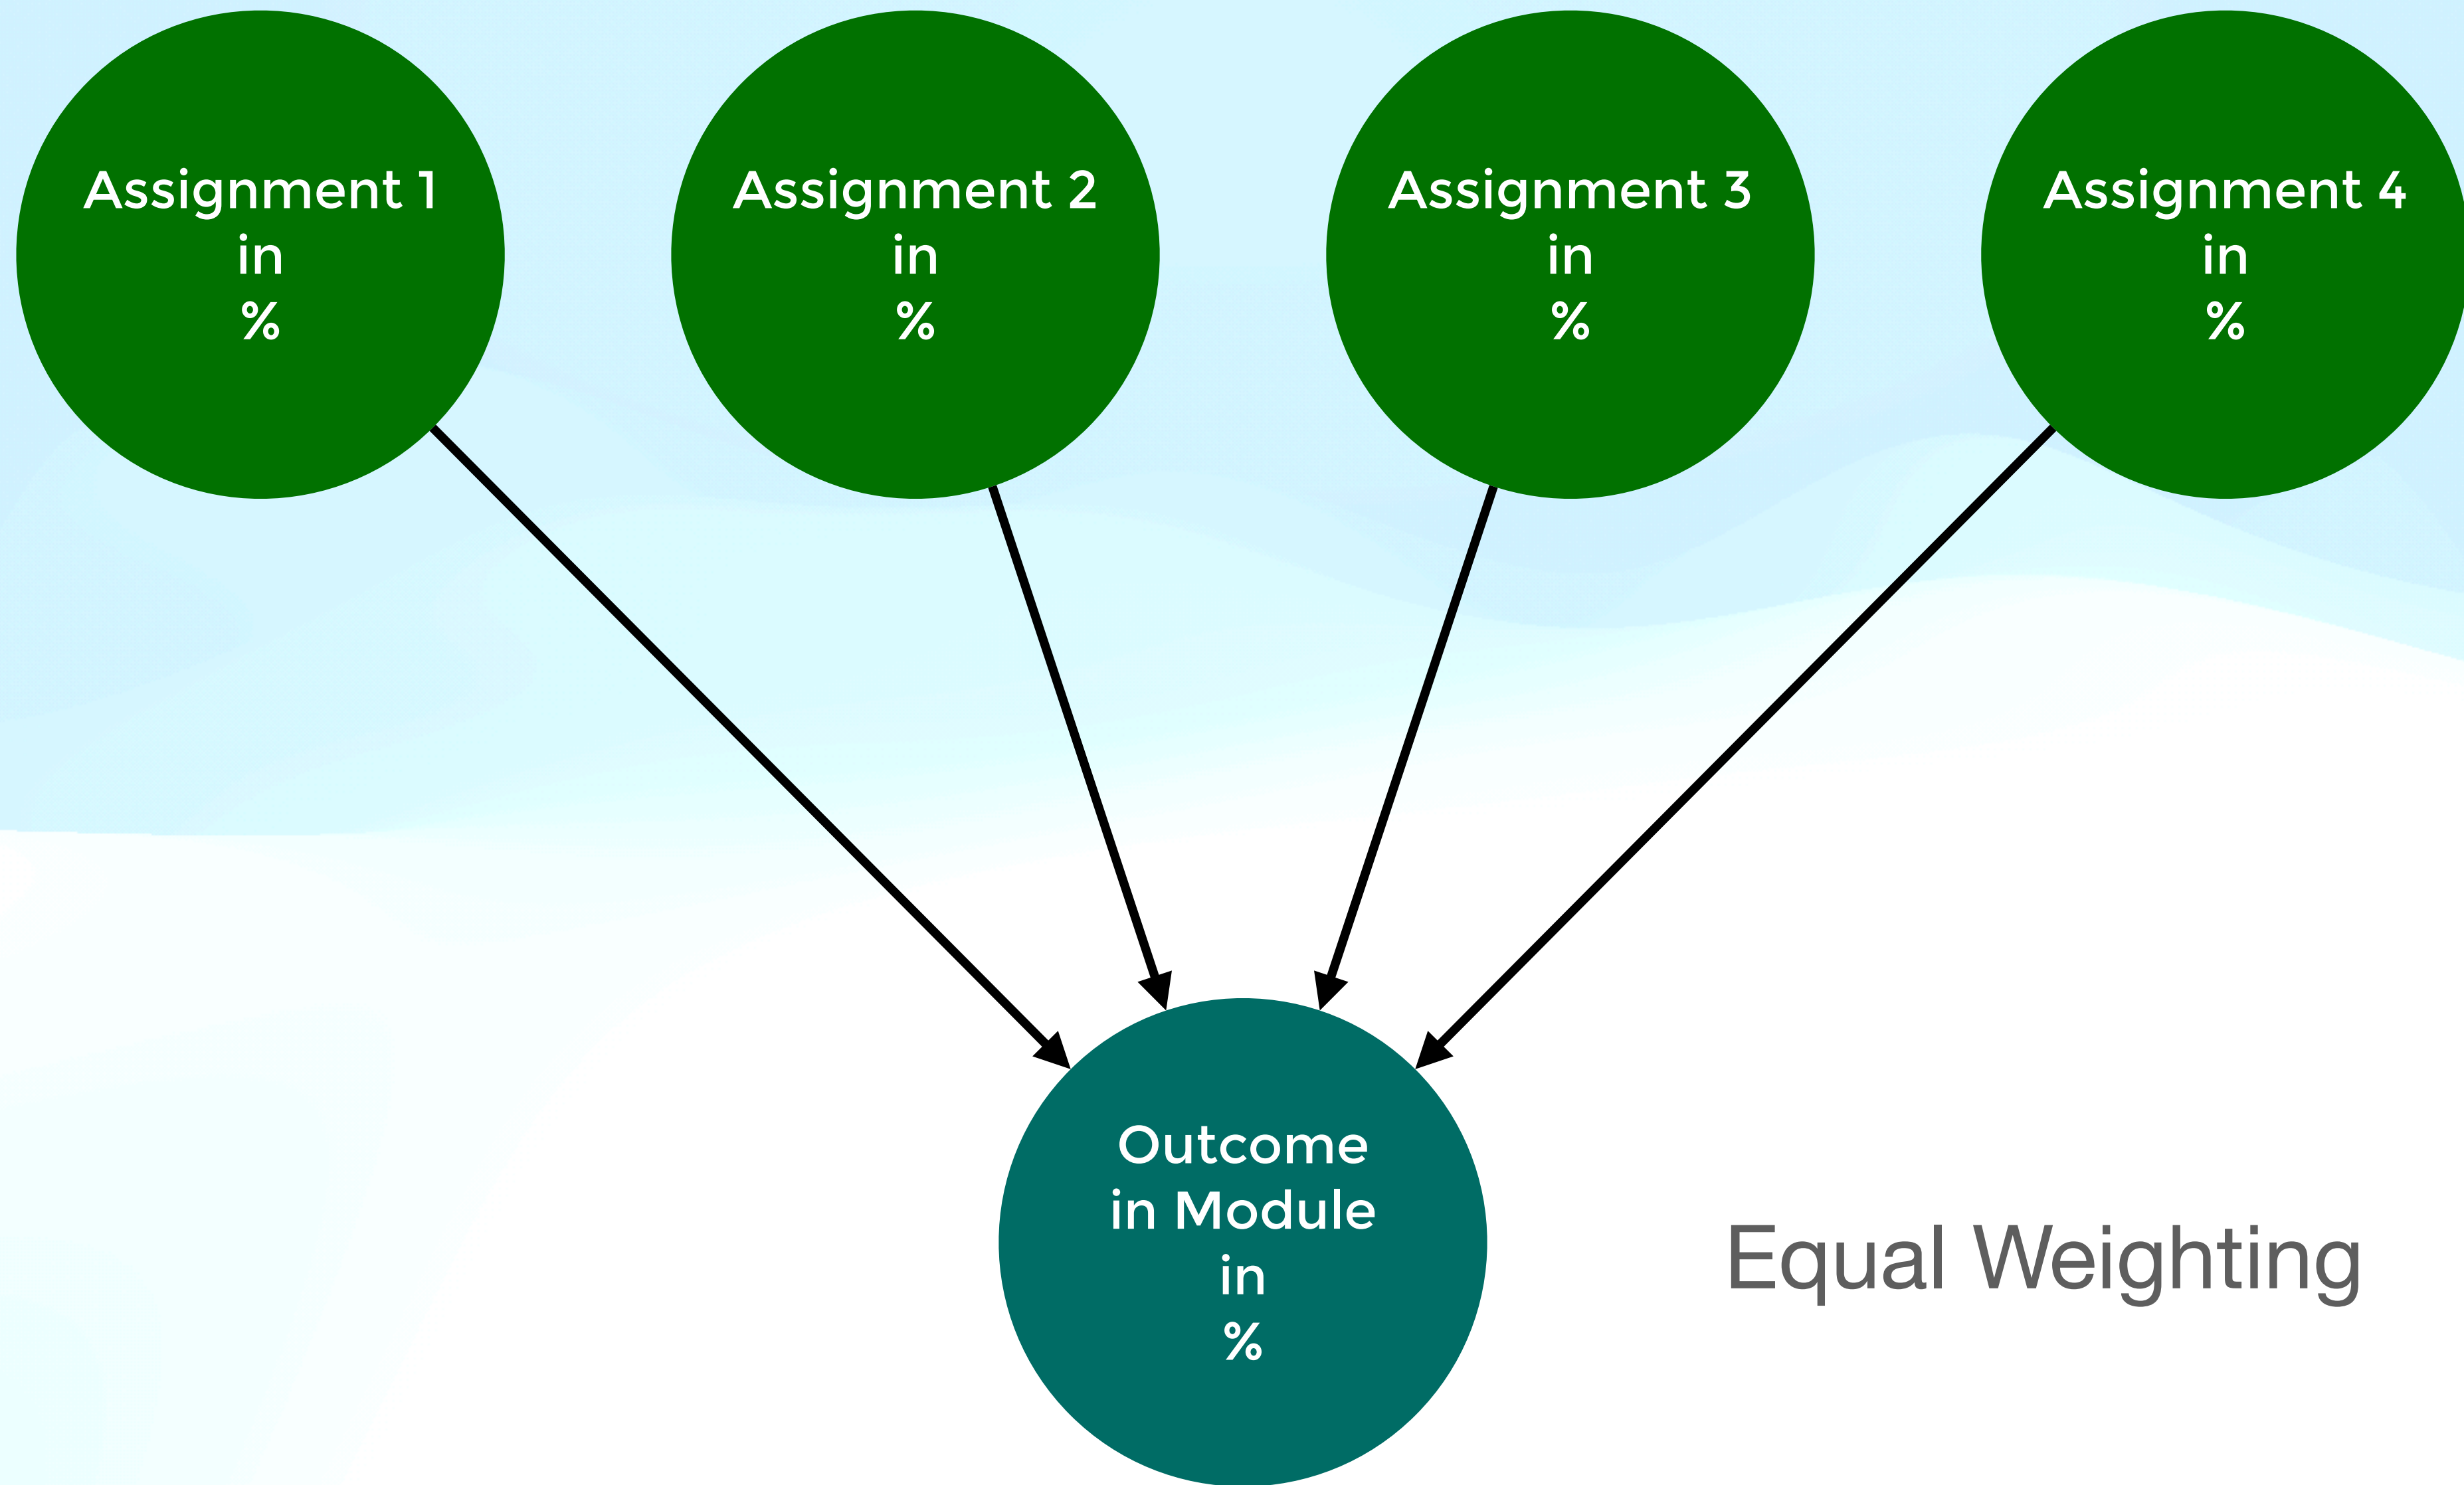 Assignment 1
in
%
Assignment 2
in
%
Assignment 3
in
%
Assignment 4
in
%
Outcome
in Module
in
%
Equal Weighting